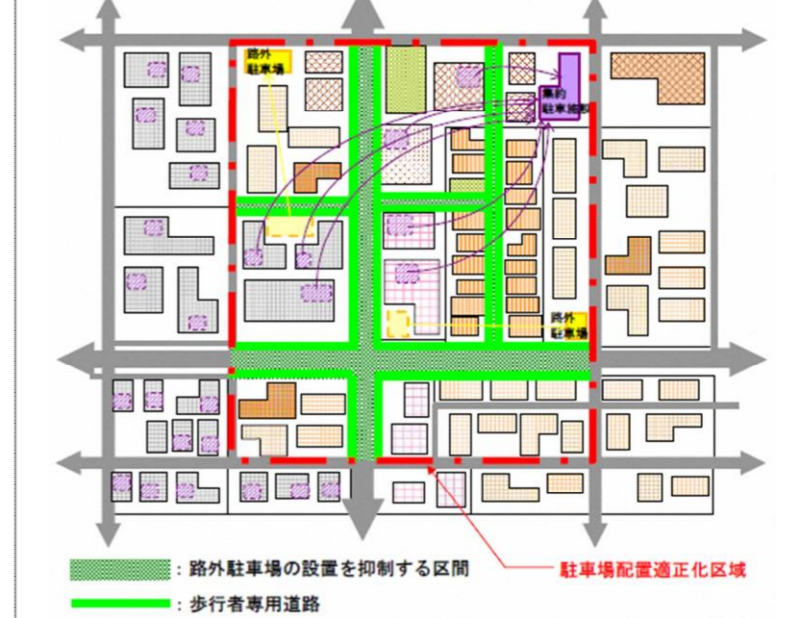 路外
駐車場
集約
駐車施設
路外
駐車場
：路外駐車場の設置を抑制する区間
駐車場配置適正化区域
：歩行者専用道路